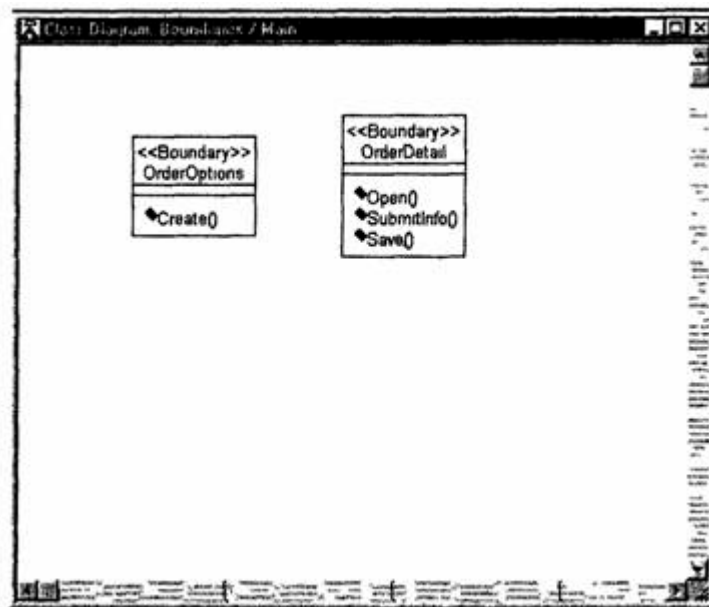 Class Diagram: Boundaries / Main
<<Boundary>>
OrderOptions
Create()
<<Boundary>>
OrderDetail
Open()
SubmitInfo()
Save()